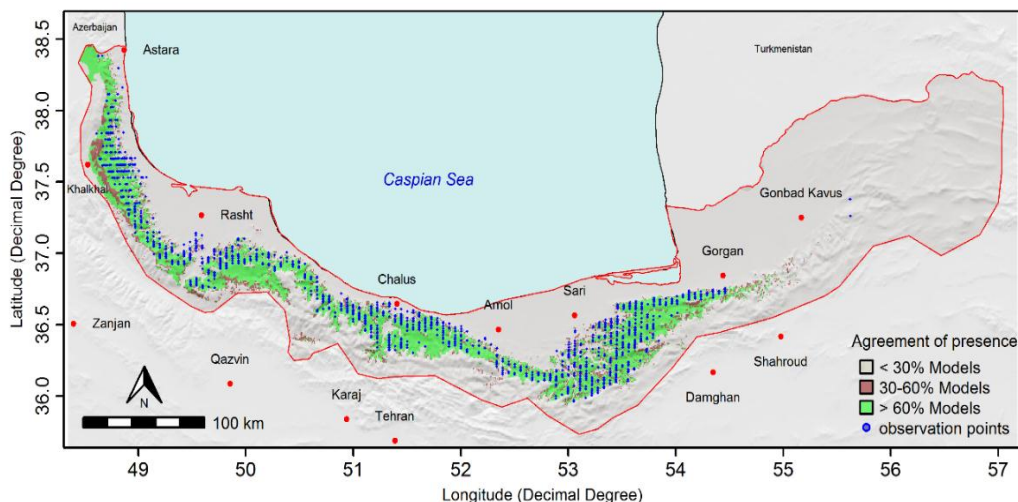 Azerbaijan
Astara
Turkmenistan
Caspian Sea
Khalkhal
Rasht
Gonbad Kavus
Gorgan
Chalus
Sari
Amol
Zanjan
Qazvin
Karaj
Tehran
Shahroud
Damghan
N
100 km
Agreement of presence
< 30% Models
30-60% Models
> 60% Models
observation points
Latitude (Decimal Degree)
38.5
38.0
37.5
37.0
36.5
36.0
49 50 51 52 53 54 55 56 57
Longitude (Decimal Degree)